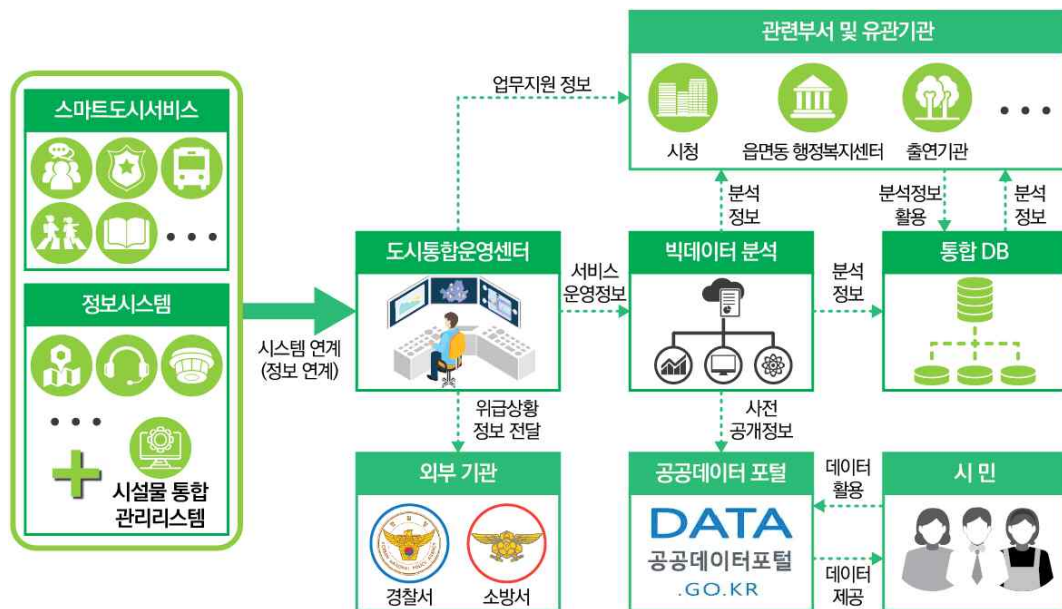 관련부서 및 유관기관
업무지원 정보
시청
읍면동 행정복지센터
출연기관
스마트도시서비스
분석
정보
분석정보
활용
분석
정보
도시통합운영센터
서비스
운영정보
빅데이터 분석
분석
정보
통합 DB
정보시스템
시스템 연계
(정보 연계)
위급상황
정보 전달
사전
공개정보
시설물 통합
관리리스템
외부 기관
경찰서
소방서
공공데이터 포털
DATA
공공데이터포털
.GO.KR
데이터
활용
데이터
제공
시 민